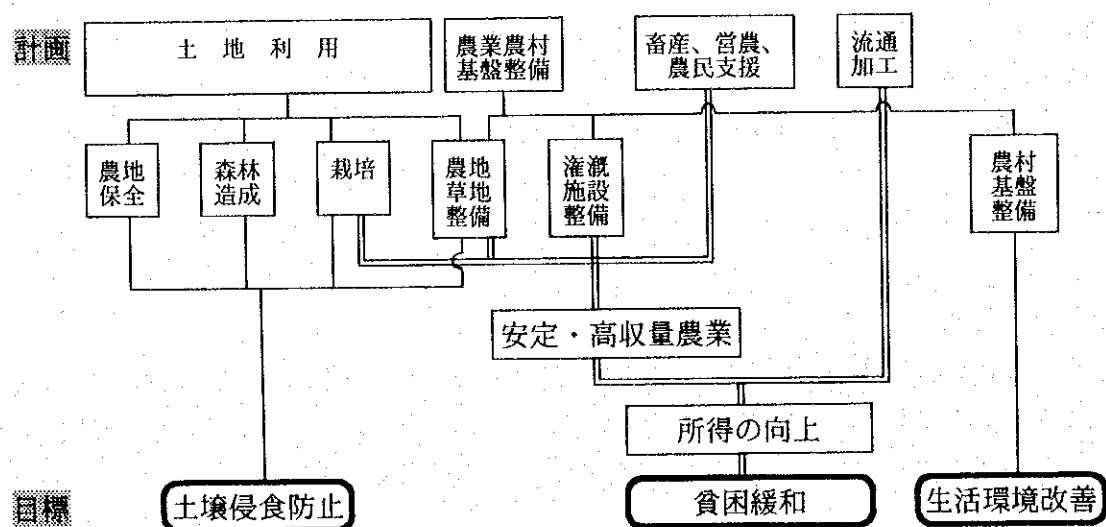 計画
土地利用
農業農村
基盤整備
畜産、営農、
農民支援
流通
加工
農地
保全
森林
造成
栽培
農地
草地
整備
潅漑
施設
整備
農村
基盤
整備
安定・高収量農業
所得の向上
目標
土壌侵食防止
貧困緩和
生活環境改善